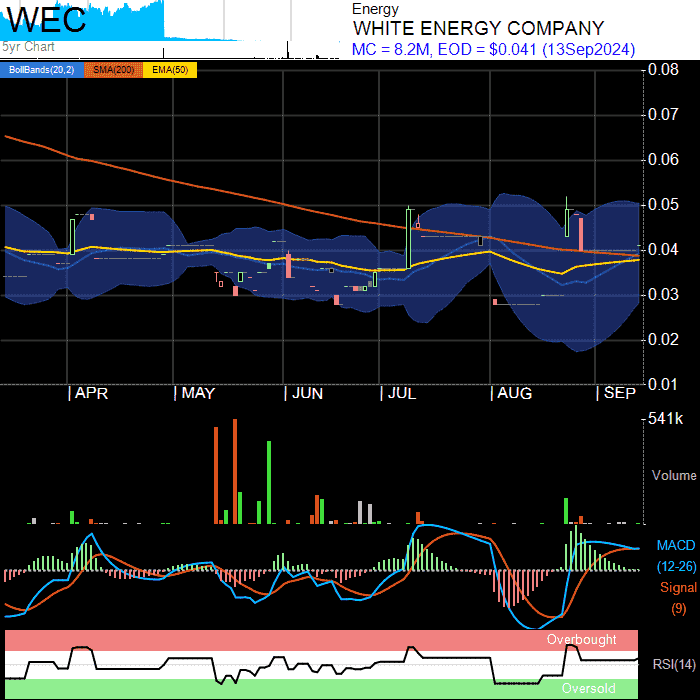 WEC
5yr Chart
Energy
WHITE ENERGY COMPANY
MC = 8.2M, EOD = $0.041 (13Sep2024)
BollBands(20,2) SMA(200) EMA(50)
0.08
0.07
0.06
0.05
0.04
0.03
0.02
0.01
| APR | MAY | JUN | JUL | AUG | SEP
541k
Volume
MACD
(12-26)
Signal
(9)
Overbought
RSI(14)
Oversold